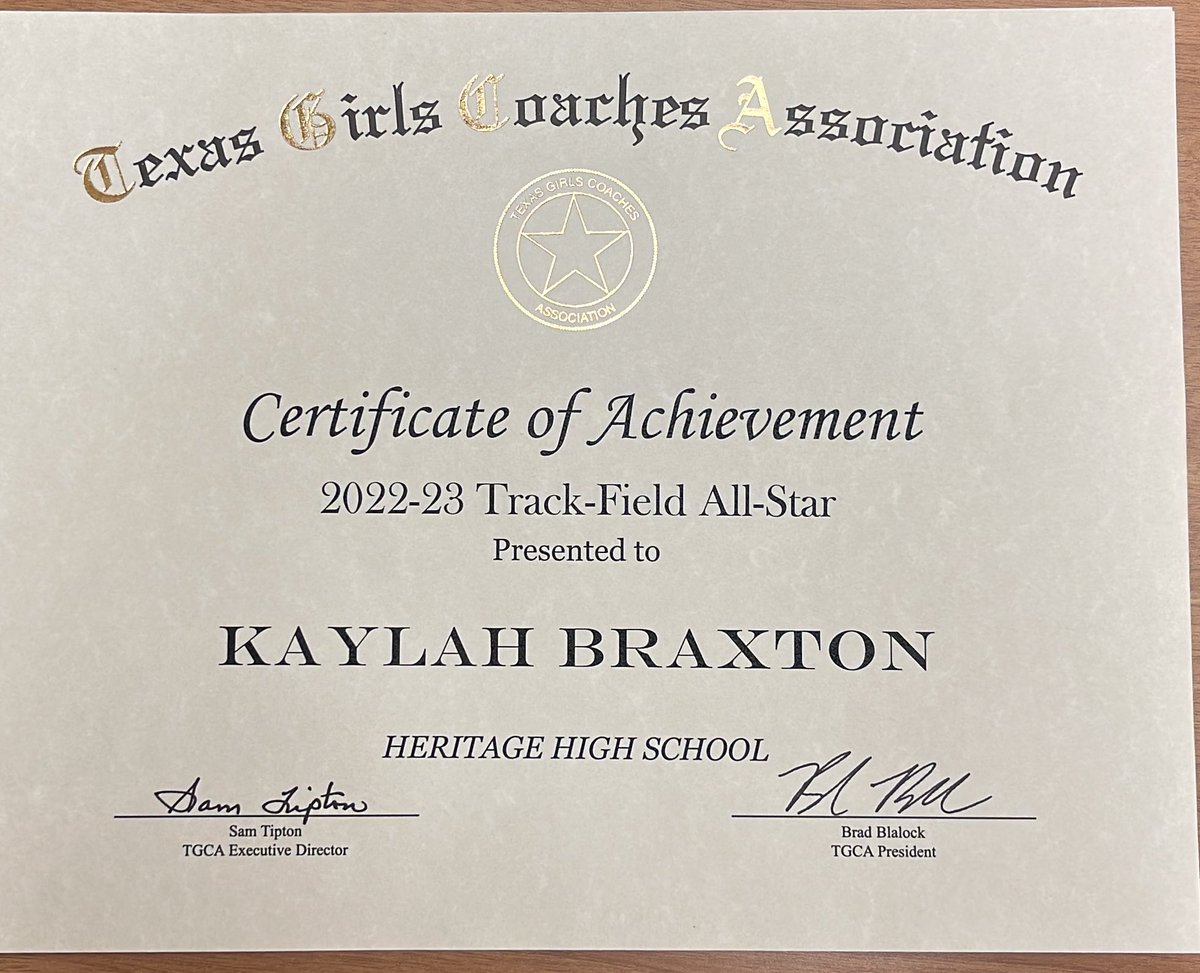 Texas Girls Coaches Association
TEXAS GIRLS COACHES
ASSOCIATION
Certificate of Achievement
2022-23 Track-Field All-Star
Presented to
KAYLAH BRAXTON
HERITAGE HIGH SCHOOL
Sam Tipton
Sam Tipton
TGCA Executive Director
Brad Blalock
TGCA President